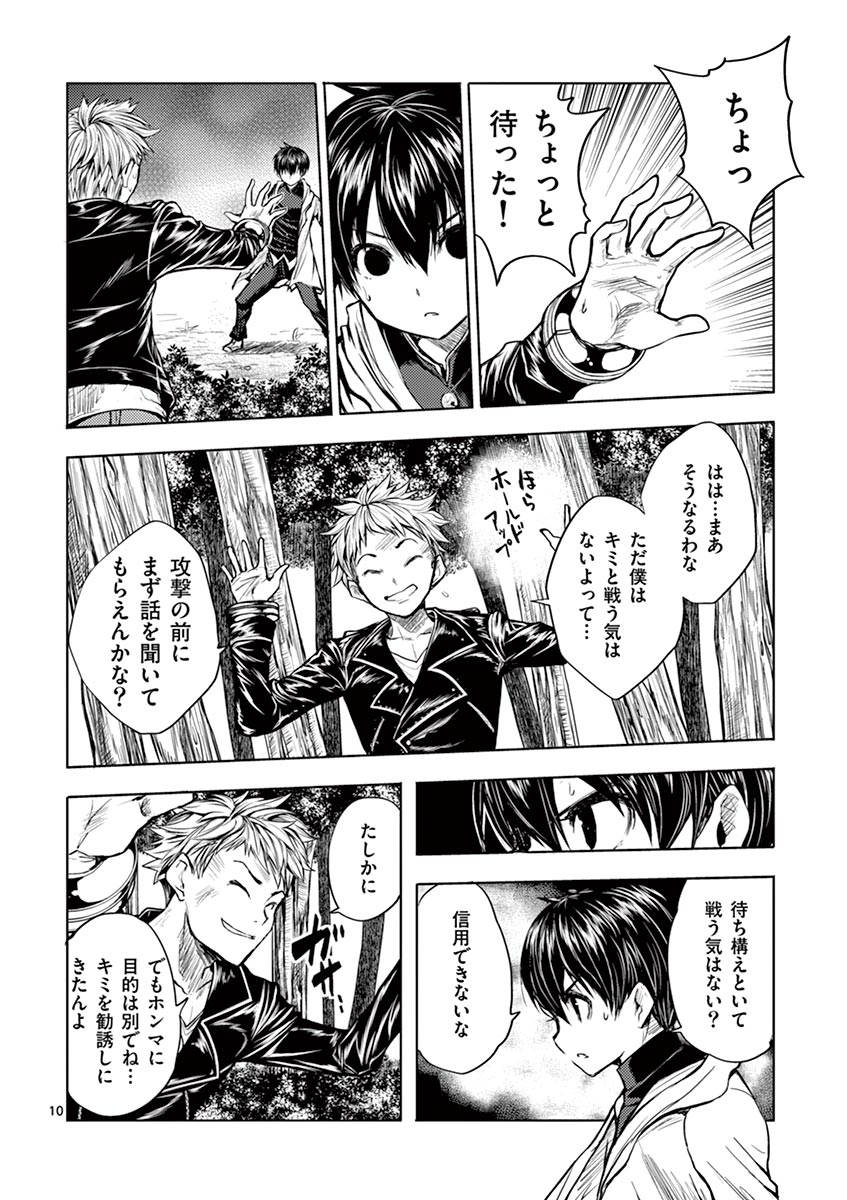 ちょっ
ちょっと
待った！
はは…まあ
そうなるわな
ただ僕は
キミと戦う気は
ないよって…
ほら
ホールド
アップ
攻撃の前に
まず話を聞いて
もらえんかな？
待ち構えといて
戦う気はない？
信用できないな
たしかに
ガサ
でもホンマに
目的は別でね…
キミを勧誘しに
きたんよ
10